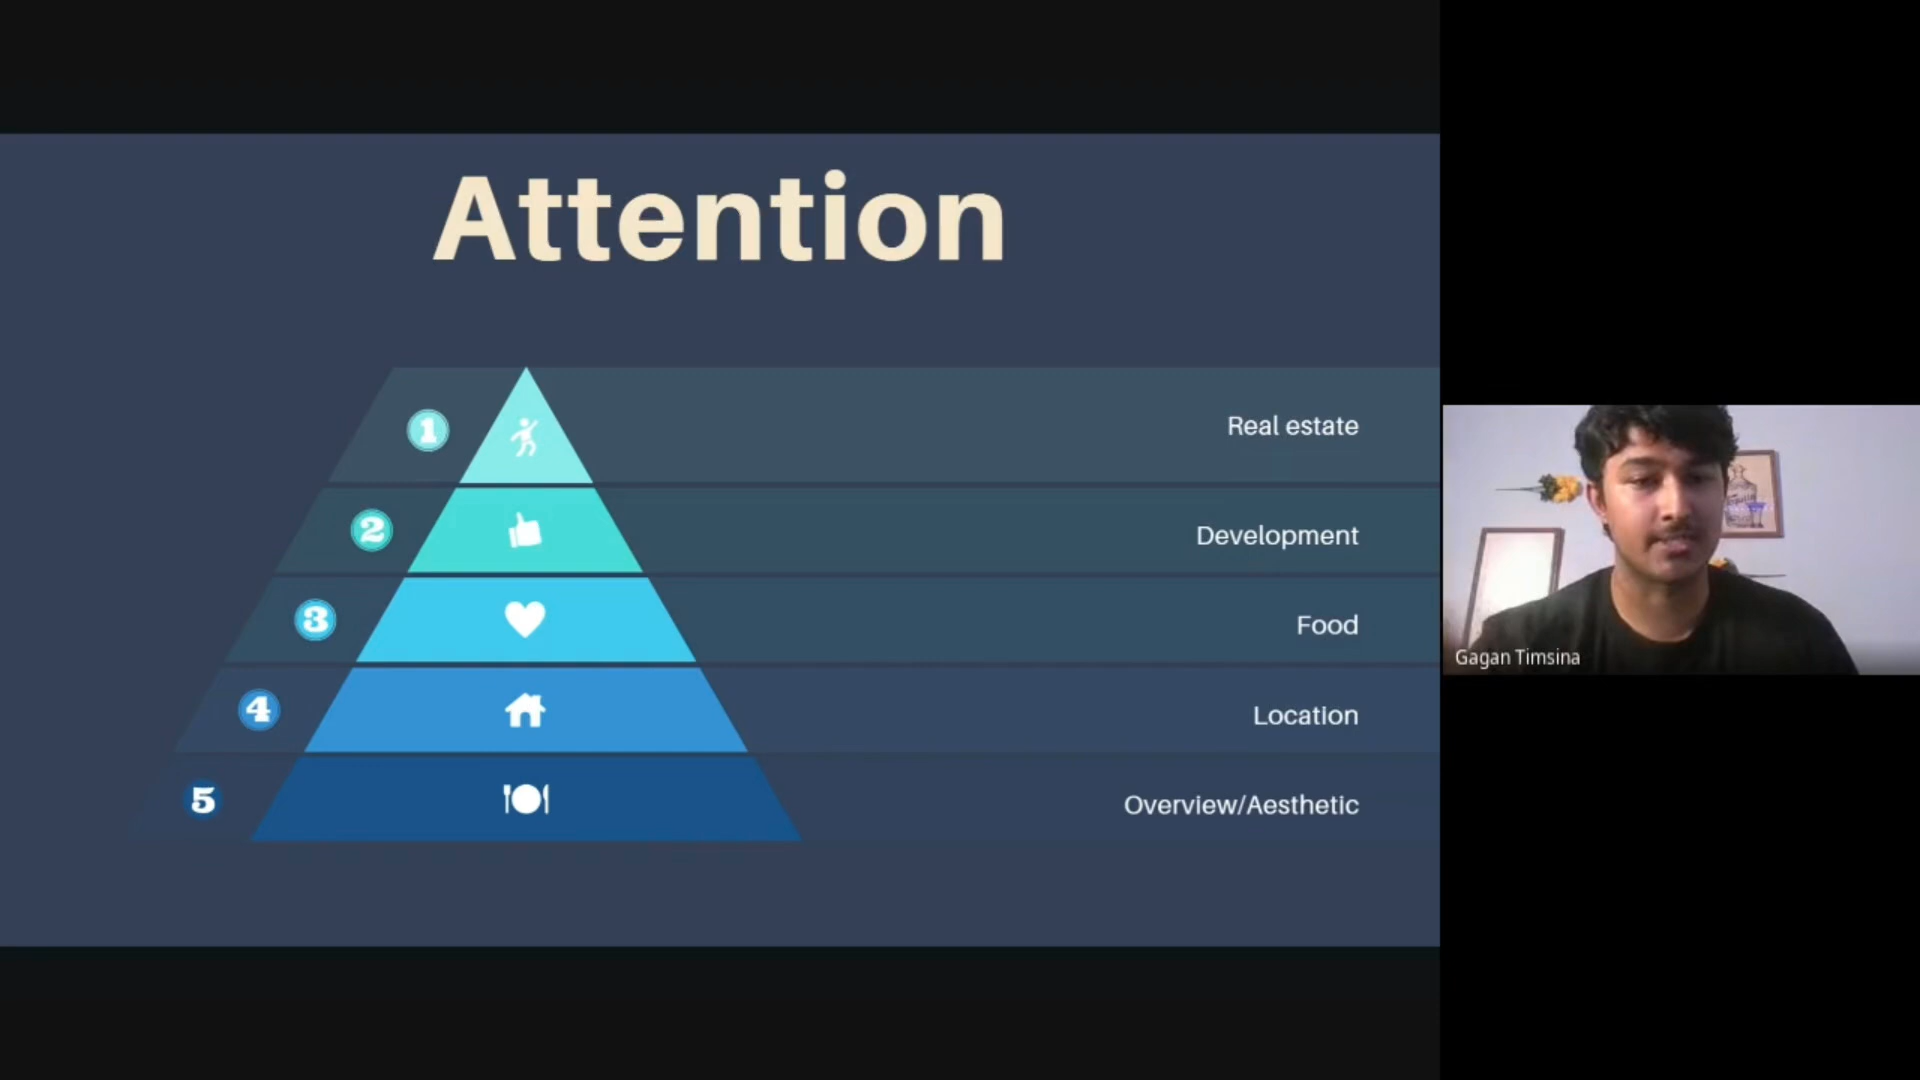 Attention
1
Real estate
2
Development
3
Food
4
Location
5
Overview/Aesthetic
Gagan Timsina